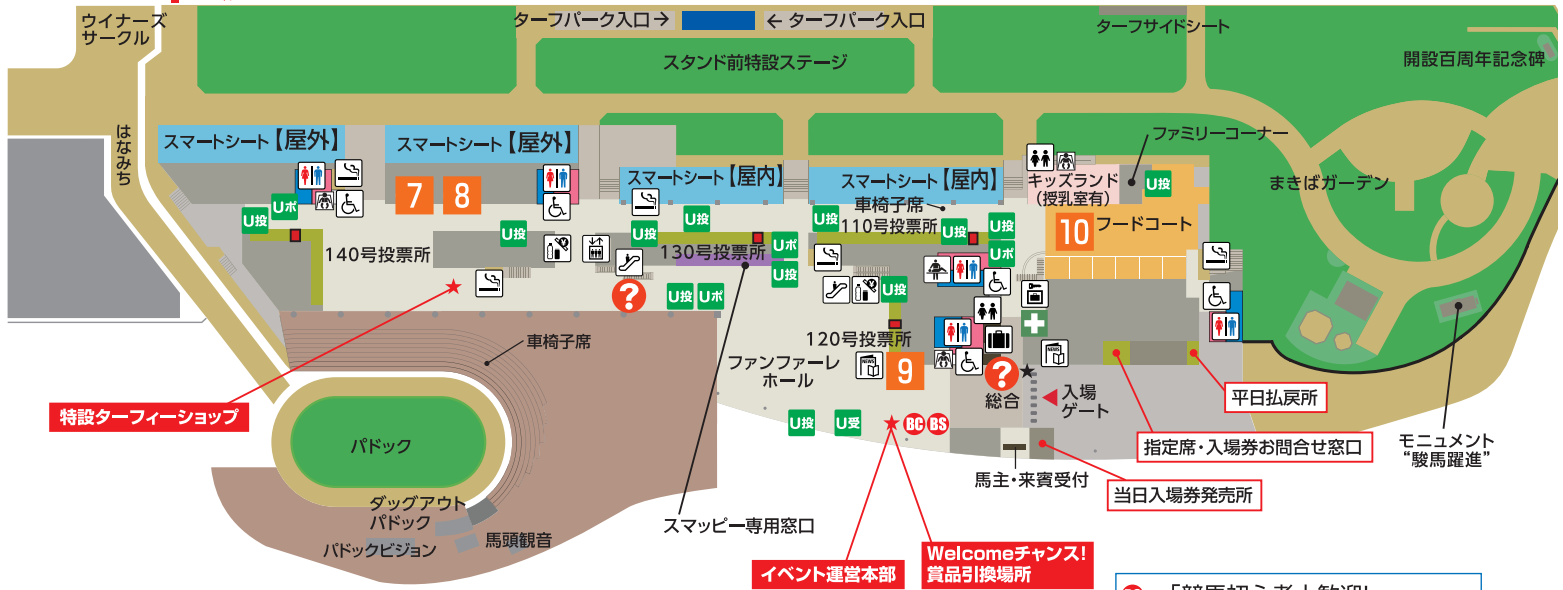 ウイナーズ
サークル
ターフパーク入口→
←ターフパーク入口
ターフサイドシート
スタンド前特設ステージ
開設百周年記念碑
はなみち
スマートシート【屋外】
スマートシート【屋外】
スマートシート【屋内】
スマートシート【屋内】
ファミリーコーナー
キッズランド
(授乳室有)
まきばガーデン
車椅子席
7
8
10
フードコート
U投
Uポ
U投
U投
U投
U投
U投
U投
U投
110号投票所
130号投票所
140号投票所
Uポ
U投
Uポ
U投
U投
Uポ
?
120号投票所
NEWS
9
NEWS
ファンファーレ
ホール
車椅子席
?
総合
入場
ゲート
特設ターフィーショップ
パドック
U投
U受
BC
BS
平日払戻所
指定席・入場券お問合せ窓口
モニュメント
“駿馬躍進”
馬主・来賓受付
当日入場券発売所
ダッグアウト
パドック
パドックビジョン
馬頭観音
スマッピー専用窓口
イベント運営本部
Welcomeチャンス!
賞品引換場所